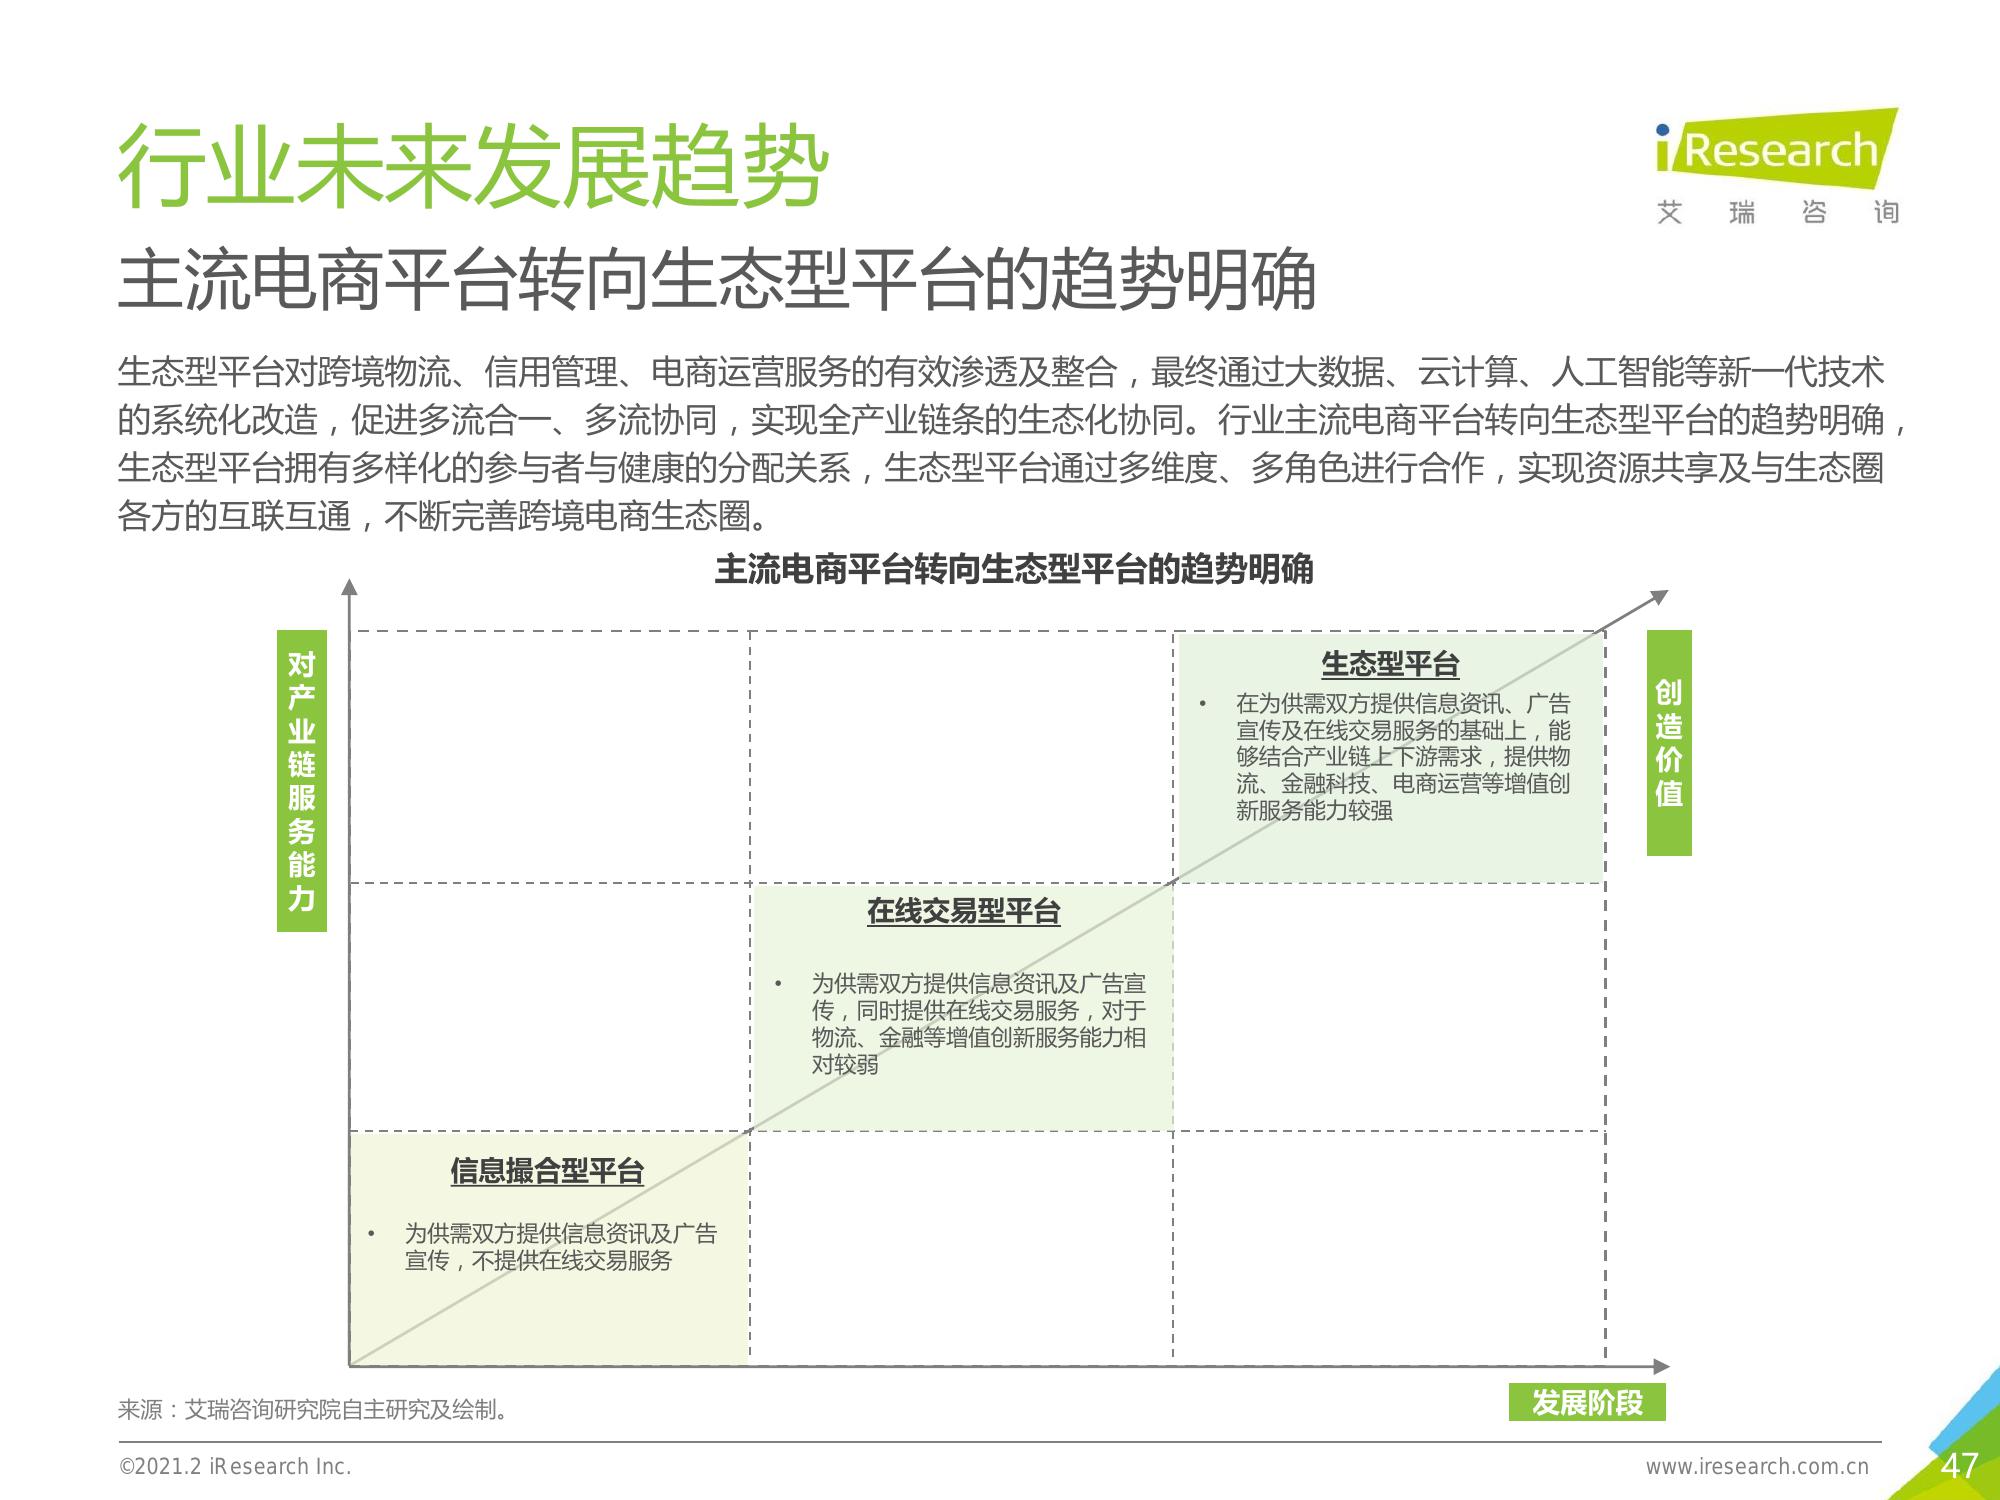 行业未来发展趋势
iResearch
艾瑞咨询
主流电商平台转向生态型平台的趋势明确
生态型平台对跨境物流、信用管理、电商运营服务的有效渗透及整合，最终通过大数据、云计算、人工智能等新一代技术
的系统化改造，促进多流合一、多流协同，实现全产业链条的生态化协同。行业主流电商平台转向生态型平台的趋势明确，
生态型平台拥有多样化的参与者与健康的分配关系，生态型平台通过多维度、多角色进行合作，实现资源共享及与生态圈
各方的互联互通，不断完善跨境电商生态圈。
主流电商平台转向生态型平台的趋势明确
对产业链服务能力
创造价值
生态型平台
• 在为供需双方提供信息资讯、广告
宣传及在线交易服务的基础上，能
够结合产业链上下游需求，提供物
流、金融科技、电商运营等增值创
新服务能力较强
在线交易型平台
• 为供需双方提供信息资讯及广告宣
传，同时提供在线交易服务，对于
物流、金融等增值创新服务能力相
对较弱
信息撮合型平台
• 为供需双方提供信息资讯及广告
宣传，不提供在线交易服务
发展阶段
来源：艾瑞咨询研究院自主研究及绘制。
©2021.2 iResearch Inc.
www.iresearch.com.cn
47